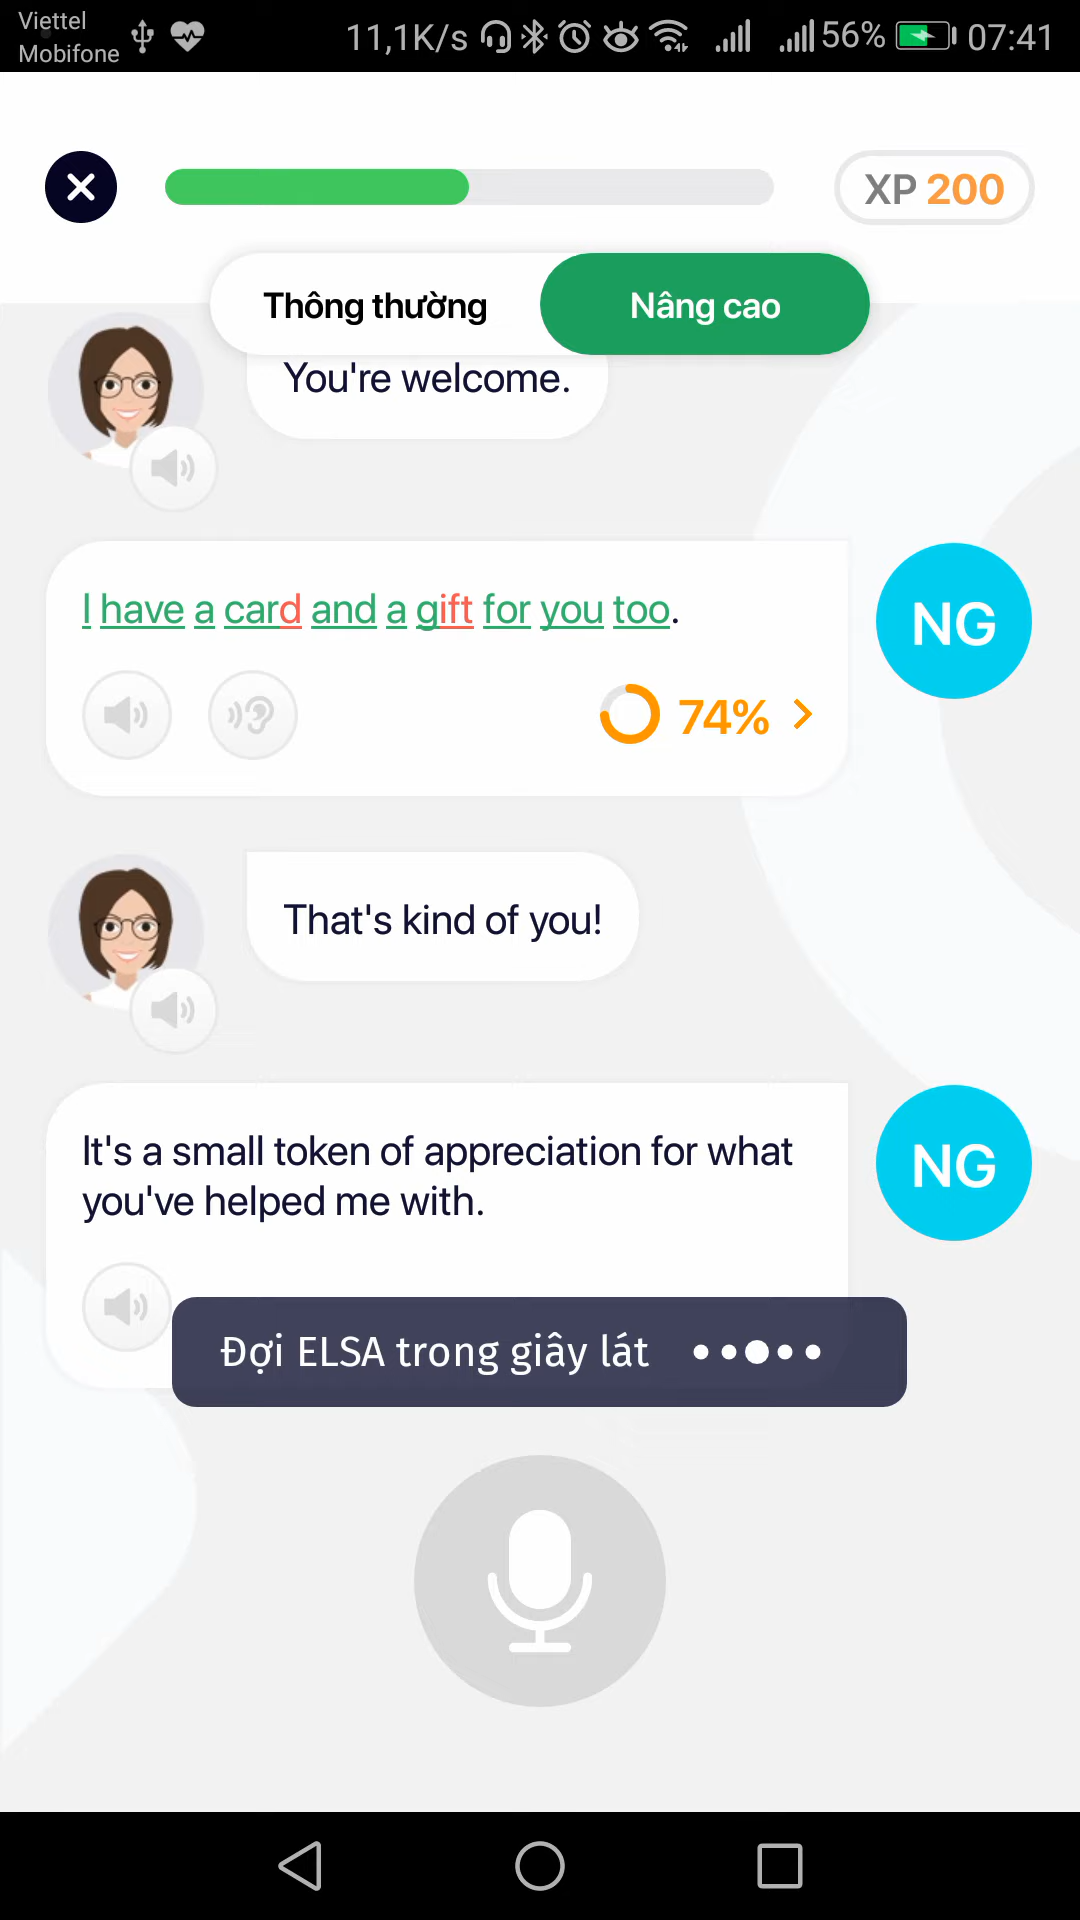 Viettel
Mobifone
11,1K/s
56%
07:41
XP 200
Thông thường
Nâng cao
You're welcome.
I have a card and a gift for you too.
NG
74%
That's kind of you!
It's a small token of appreciation for what
you've helped me with.
NG
Đợi ELSA trong giây lát